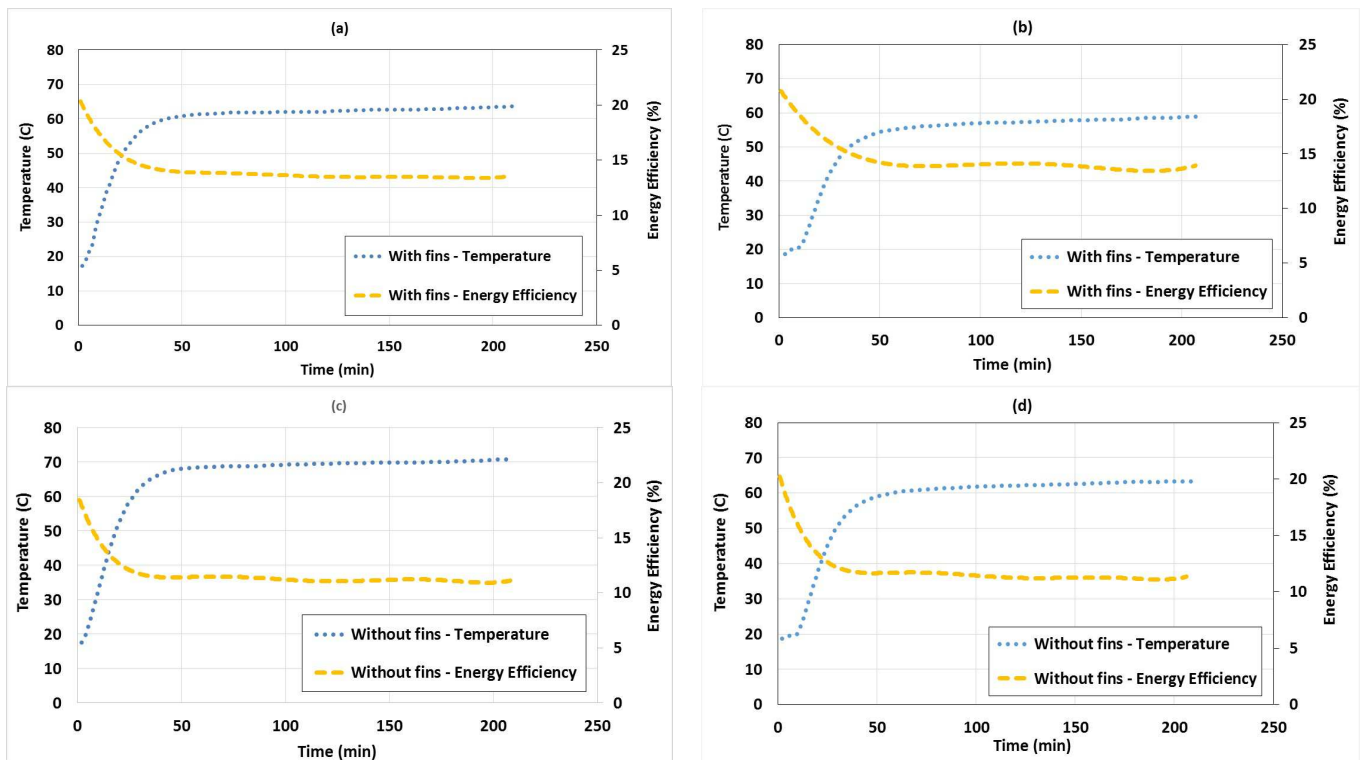 (a)
80
70
60
50
40
30
20
10
0
25
20
15
10
5
0
0 50 100 150 200 250
Temperature (C)
Energy Efficiency (%)
Time (min)
With fins - Temperature
With fins - Energy Efficiency
(b)
80
70
60
50
40
30
20
10
0
25
20
15
10
5
0
0 50 100 150 200 250
Temperature (C)
Energy Efficiency (%)
Time (min)
With fins - Temperature
With fins - Energy Efficiency
(c)
80
70
60
50
40
30
20
10
0
25
20
15
10
5
0
0 50 100 150 200 250
Temperature (C)
Energy Efficiency (%)
Time (min)
Without fins - Temperature
Without fins - Energy Efficiency
(d)
80
70
60
50
40
30
20
10
0
25
20
15
10
5
0
0 50 100 150 200 250
Temperature (C)
Energy Efficiency (%)
Time (min)
Without fins - Temperature
Without fins - Energy Efficiency